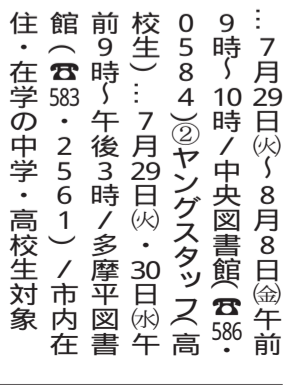 …7月29日㈫～8月8日㈮午前
9時～10時/中央図書館(☎586・
0584)②ヤングスタッフ(高
校生)…7月29日㈫・30日㈬午
前9時～午後3時/多摩平図書
館(☎583・2561)/市内在
住・在学の中学・高校生対象